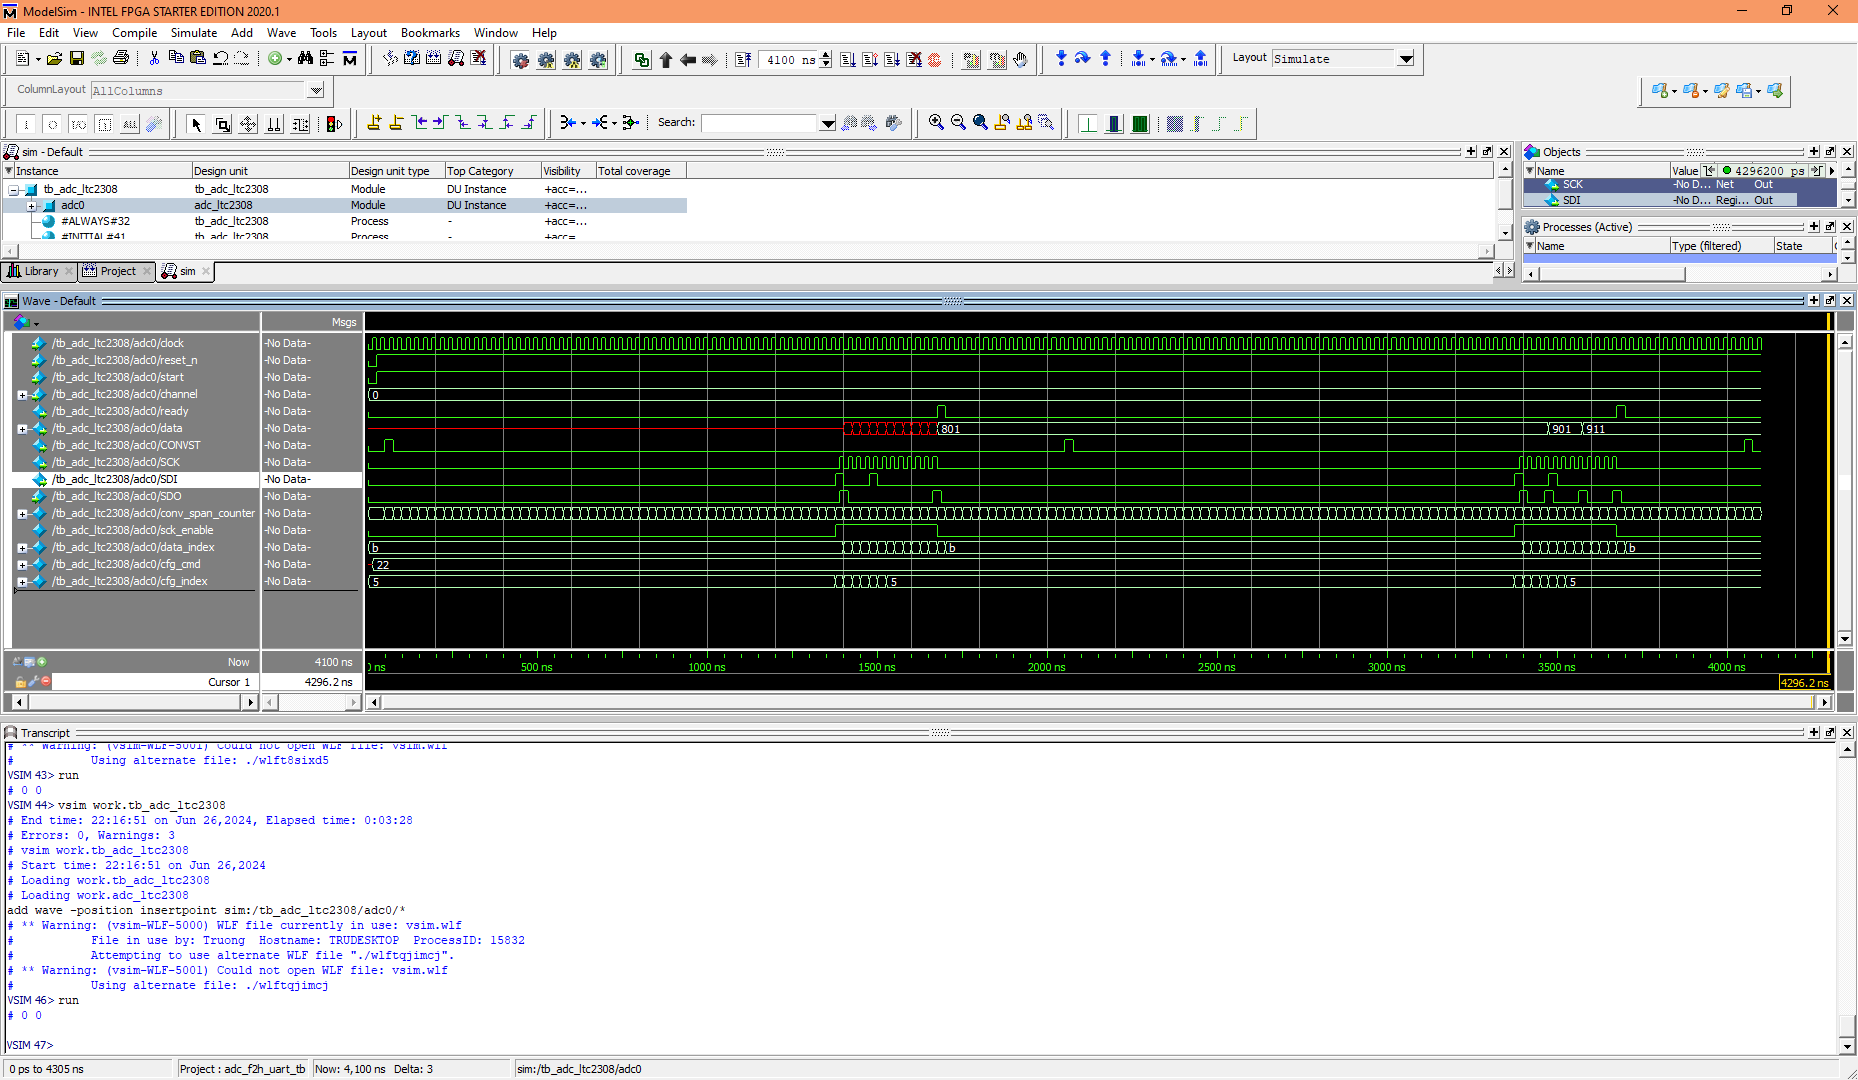 ModelSim - INTEL FPGA STARTER EDITION 2020.1
File Edit View Compile Simulate Add Wave Tools Layout Bookmarks Window Help
4100 ns
Layout Simulate
ColumnLayout AllColumns
Search:
sim - Default
Instance Design unit Design unit type Top Category Visibility Total coverage
tb_adc_ltc2308 tb_adc_ltc2308 Module DU Instance +acc=...
adc0 adc_ltc2308 Module DU Instance +acc=...
#ALWAYS#32 tb_adc_ltc2308 Process - +acc=...
#INITIAL#41 tb_adc_ltc2308 Process - +acc=
Library Project sim
Objects
Name Value 4296200 ps
SCK -No D... Net Out
SDI -No D... Regi... Out
Processes (Active)
Name Type (filtered) State
Wave - Default
Msgs
/tb_adc_ltc2308/adc0/clock -No Data-
/tb_adc_ltc2308/adc0/reset_n -No Data-
/tb_adc_ltc2308/adc0/start -No Data-
/tb_adc_ltc2308/adc0/channel -No Data- 0
/tb_adc_ltc2308/adc0/ready -No Data-
/tb_adc_ltc2308/adc0/data -No Data- 801 901 911
/tb_adc_ltc2308/adc0/CONVST -No Data-
/tb_adc_ltc2308/adc0/SCK -No Data-
/tb_adc_ltc2308/adc0/SDI -No Data-
/tb_adc_ltc2308/adc0/SDO -No Data-
/tb_adc_ltc2308/adc0/conv_span_counter -No Data-
/tb_adc_ltc2308/adc0/sck_enable -No Data-
/tb_adc_ltc2308/adc0/data_index -No Data- b b b
/tb_adc_ltc2308/adc0/cfg_cmd -No Data- 22
/tb_adc_ltc2308/adc0/cfg_index -No Data- 5 5 5
Now 4100 ns
ns 500 ns 1000 ns 1500 ns 2000 ns 2500 ns 3000 ns 3500 ns 4000 ns
Cursor 1 4296.2 ns 4296.2 ns
Transcript
# ** Warning: (vsim-WLF-5001) Could not open WLF file: vsim.wlf
# Using alternate file: ./wlft8sixd5
VSIM 43> run
# 0 0
VSIM 44> vsim work.tb_adc_ltc2308
# End time: 22:16:51 on Jun 26,2024, Elapsed time: 0:03:28
# Errors: 0, Warnings: 3
# vsim work.tb_adc_ltc2308
# Start time: 22:16:51 on Jun 26,2024
# Loading work.tb_adc_ltc2308
# Loading work.adc_ltc2308
add wave -position insertpoint sim:/tb_adc_ltc2308/adc0/*
# ** Warning: (vsim-WLF-5000) WLF file currently in use: vsim.wlf
# File in use by: Truong Hostname: TRUDESKTOP ProcessID: 15832
# Attempting to use alternate WLF file "./wlftqjimcj".
# ** Warning: (vsim-WLF-5001) Could not open WLF file: vsim.wlf
# Using alternate file: ./wlftqjimcj
VSIM 46> run
# 0 0
VSIM 47>
0 ps to 4305 ns Project : adc_f2h_uart_tb Now: 4,100 ns Delta: 3 sim:/tb_adc_ltc2308/adc0